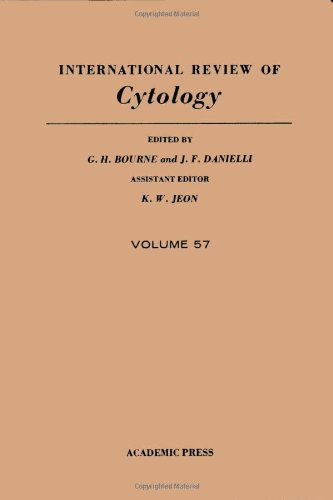 INTERNATIONAL REVIEW OF
Cytology
EDITED BY
G. H. BOURNE and J. F. DANIELLI
ASSISTANT EDITOR
K. W. JEON
VOLUME 57
ACADEMIC PRESS